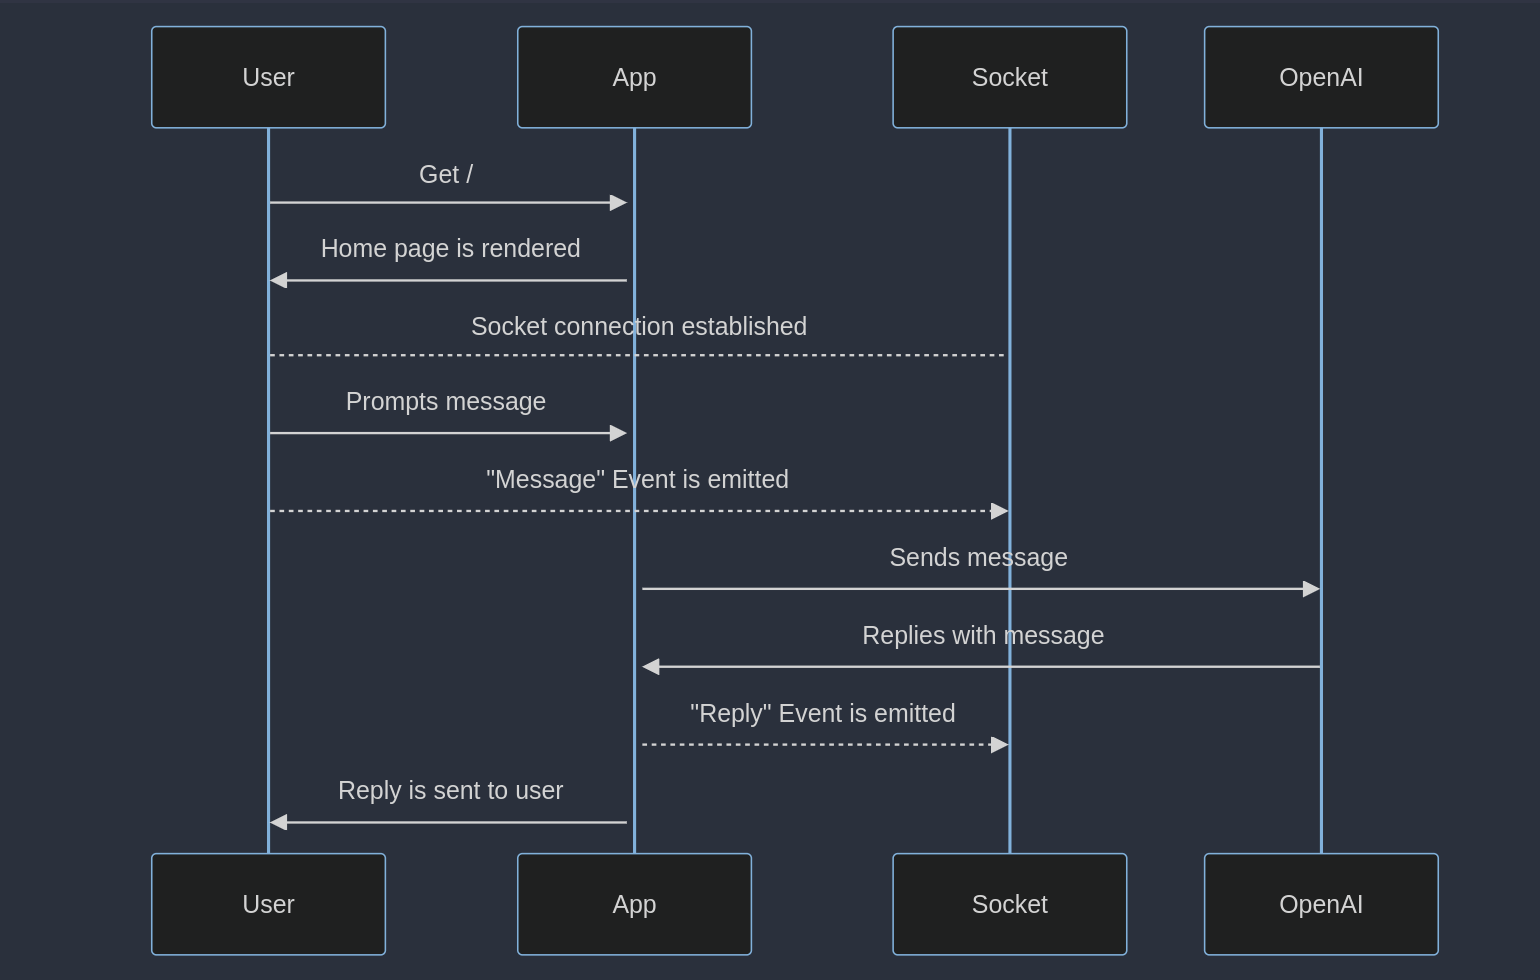 User
App
Socket
OpenAI
Get /
Home page is rendered
Socket connection established
Prompts message
"Message" Event is emitted
Sends message
Replies with message
"Reply" Event is emitted
Reply is sent to user
User
App
Socket
OpenAI